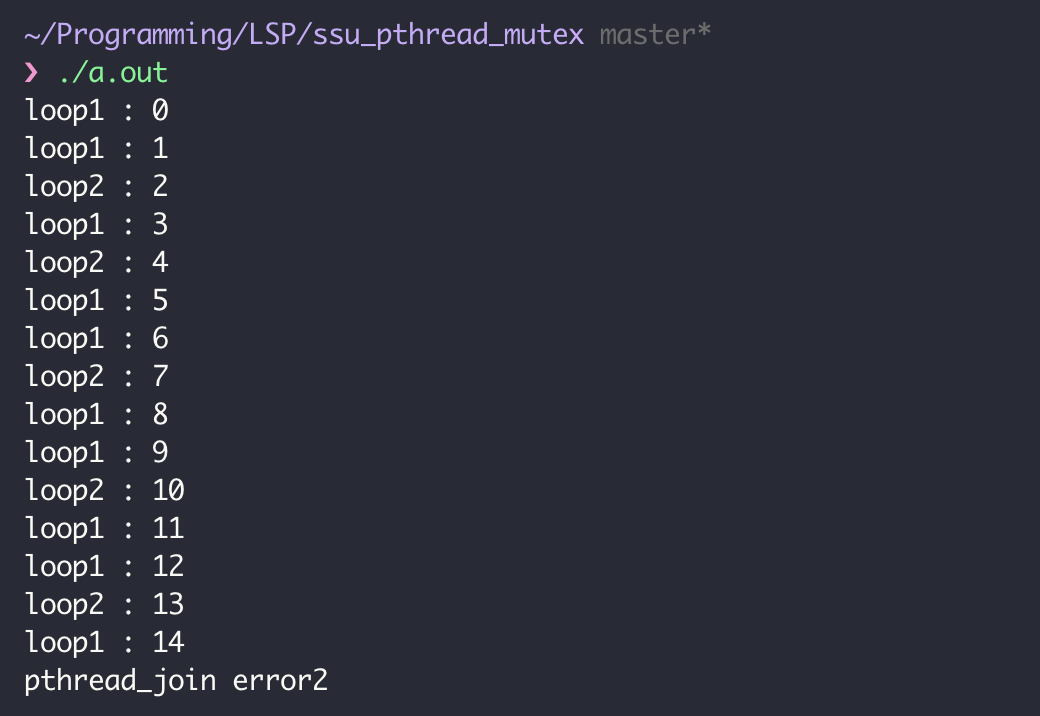 ~/Programming/LSP/ssu_pthread_mutex master*
❯ ./a.out
loop1 : 0
loop1 : 1
loop2 : 2
loop1 : 3
loop2 : 4
loop1 : 5
loop1 : 6
loop2 : 7
loop1 : 8
loop1 : 9
loop2 : 10
loop1 : 11
loop1 : 12
loop2 : 13
loop1 : 14
pthread_join error2